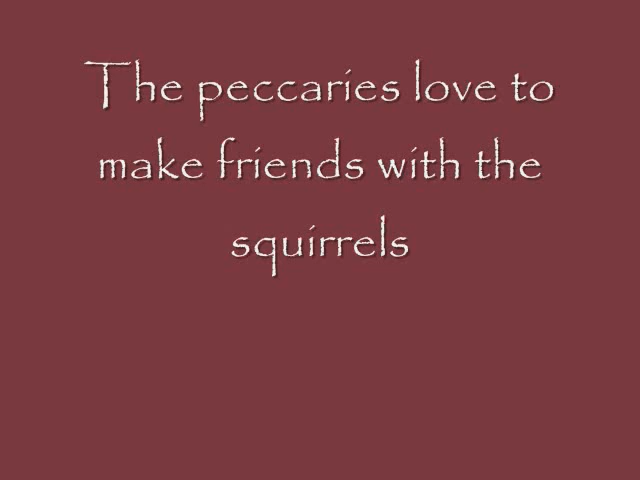 The peccaries love to
make friends with the
squirrels